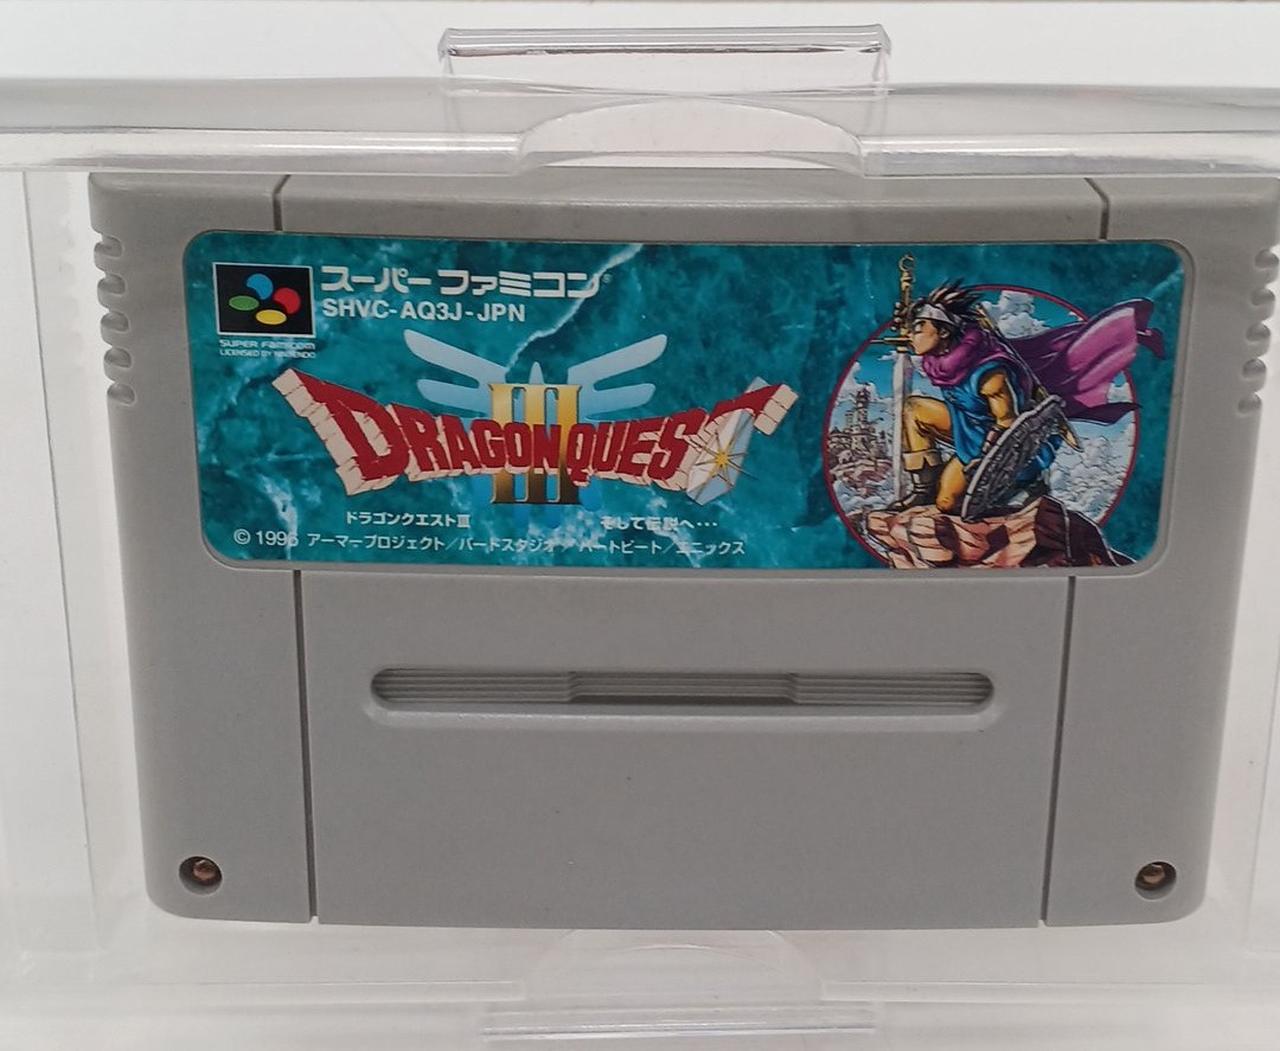 スーパーファミコン®
SHVC-AQ3J-JPN
SUPER FAMICOM
LICENSED BY NINTENDO
III
DRAGON QUEST
ドラゴンクエストⅢ そして伝説へ…
© 1996 アーマープロジェクト/バードスタジオ/ハートビート/エニックス